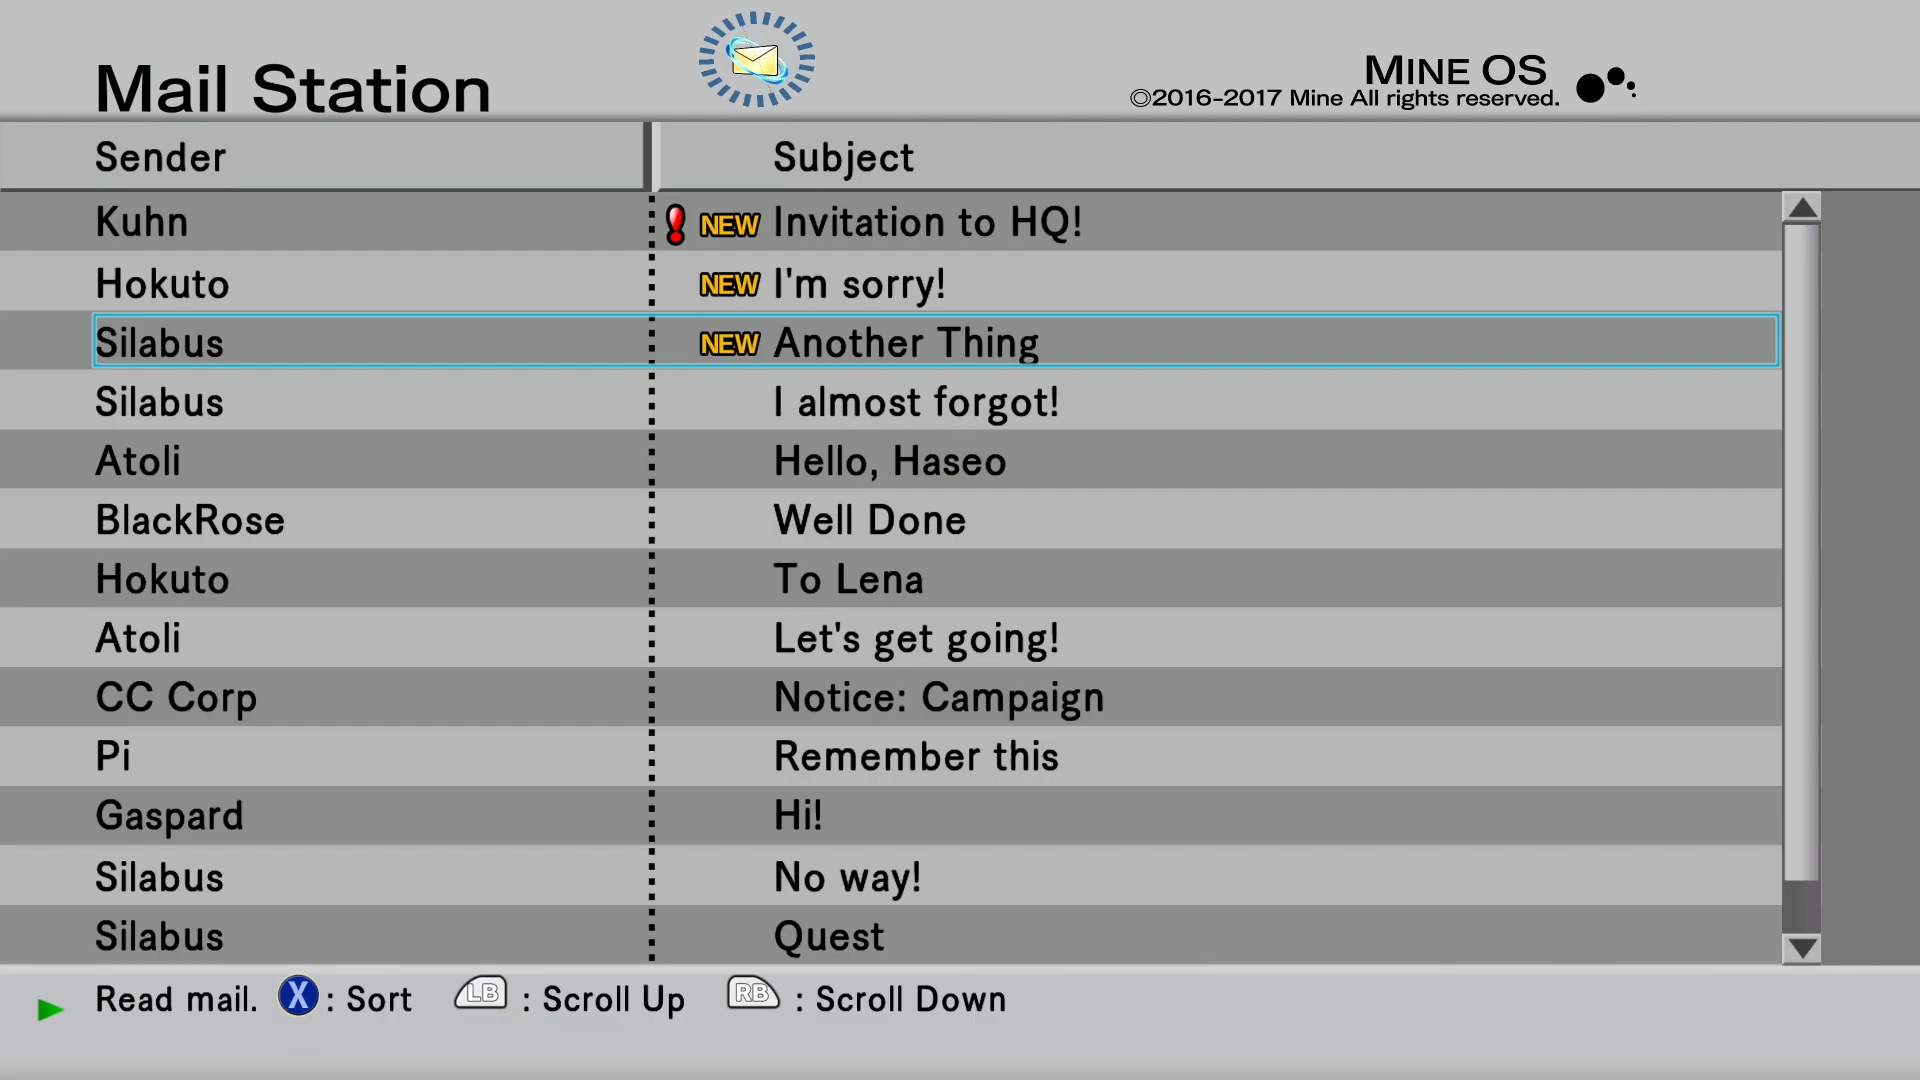 Mail Station
MINE OS
©2016-2017 Mine All rights reserved.
Sender Subject
Kuhn NEW Invitation to HQ!
Hokuto NEW I'm sorry!
Silabus NEW Another Thing
Silabus I almost forgot!
Atoli Hello, Haseo
BlackRose Well Done
Hokuto To Lena
Atoli Let's get going!
CC Corp Notice: Campaign
Pi Remember this
Gaspard Hi!
Silabus No way!
Silabus Quest
Read mail. X : Sort LB : Scroll Up RB : Scroll Down